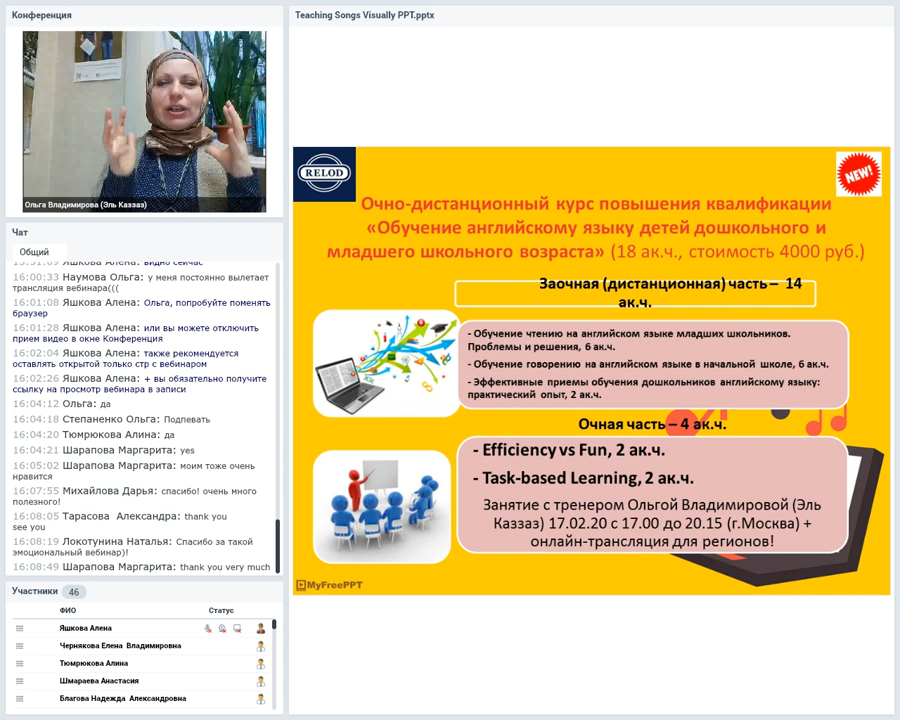 Конференция
Ольга Владимирова (Эль Каззаз)
Чат
Общий
Яшкова Алена: видно сейчас
16:00:33 Наумова Ольга: у меня постоянно вылетает
трансляция вебинара(((
16:01:08 Яшкова Алена: Ольга, попробуйте поменять
браузер
16:01:28 Яшкова Алена: или вы можете отключить
прием видео в окне Конференция
16:02:04 Яшкова Алена: также рекомендуется
оставлять открытой только стр с вебинаром
16:02:26 Яшкова Алена: + вы обязательно получите
ссылку на просмотр вебинара в записи
16:04:12 Ольга: да
16:04:18 Степаненко Ольга: Подпевать
16:04:20 Тюмрюкова Алина: да
16:04:21 Шарапова Маргарита: yes
16:05:02 Шарапова Маргарита: моим тоже очень
нравится
16:07:55 Михайлова Дарья: спасибо! очень много
полезного!
16:08:05 Тарасова Александра: thank you
see you
16:08:19 Локотунина Наталья: Спасибо за такой
эмоциональный вебинар)!
16:08:49 Шарапова Маргарита: thank you very much
Участники 46
ФИО Статус
Яшкова Алена
Чернякова Елена Владимировна
Тюмрюкова Алина
Шмараева Анастасия
Благова Надежда Александровна
Teaching Songs Visually PPT.pptx
RELOD
NEW!
Очно-дистанционный курс повышения квалификации
«Обучение английскому языку детей дошкольного и
младшего школьного возраста» (18 ак.ч., стоимость 4000 руб.)
Заочная (дистанционная) часть – 14
ак.ч.
- Обучение чтению на английском языке младших школьников.
Проблемы и решения, 6 ак.ч.
- Обучение говорению на английском языке в начальной школе, 6 ак.ч.
- Эффективные приемы обучения дошкольников английскому языку:
практический опыт, 2 ак.ч.
Очная часть – 4 ак.ч.
- Efficiency vs Fun, 2 ак.ч.
- Task-based Learning, 2 ак.ч.
Занятие с тренером Ольгой Владимировой (Эль
Каззаз) 17.02.20 с 17.00 до 20.15 (г.Москва) +
онлайн-трансляция для регионов!
MyFreePPT